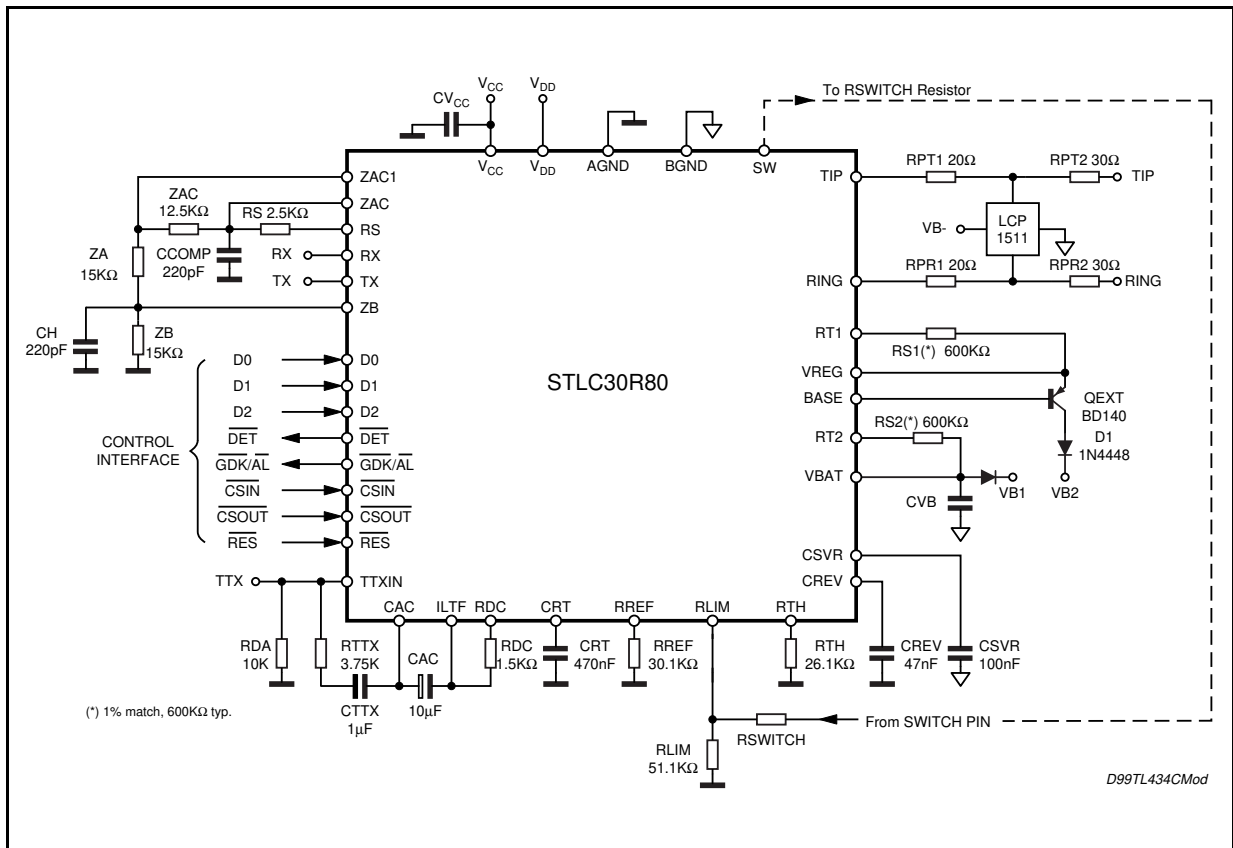 To RSWITCH Resistor
VCC
VDD
CVCC
VCC
VDD
AGND
BGND
SW
ZAC1
ZAC
RS
RX
TX
ZB
ZAC
12.5KΩ
RS 2.5KΩ
ZA
15KΩ
CCOMP
220pF
RX
TX
CH
220pF
ZB
15KΩ
CONTROL
INTERFACE
D0
D1
D2
DET
GDK/AL
CSIN
CSOUT
RES
D0
D1
D2
DET
GDK/AL
CSIN
CSOUT
RES
TTX
TTXIN
STLC30R80
TIP
RPT1 20Ω
RPT2 30Ω
TIP
VB-
LCP
1511
RING
RPR1 20Ω
RPR2 30Ω
RING
RT1
RS1(*) 600KΩ
VREG
BASE
QEXT
BD140
RT2
RS2(*) 600KΩ
D1
1N4448
VBAT
VB1
VB2
CVB
CSVR
CREV
CAC
ILTF
RDC
CRT
RREF
RLIM
RTH
RDA
10K
RTTX
3.75K
CAC
10µF
CTTX
1µF
RDC
1.5KΩ
CRT
470nF
RREF
30.1KΩ
RTH
26.1KΩ
CREV
47nF
CSVR
100nF
(*) 1% match, 600KΩ typ.
RSWITCH
From SWITCH PIN
RLIM
51.1KΩ
D99TL434CMod